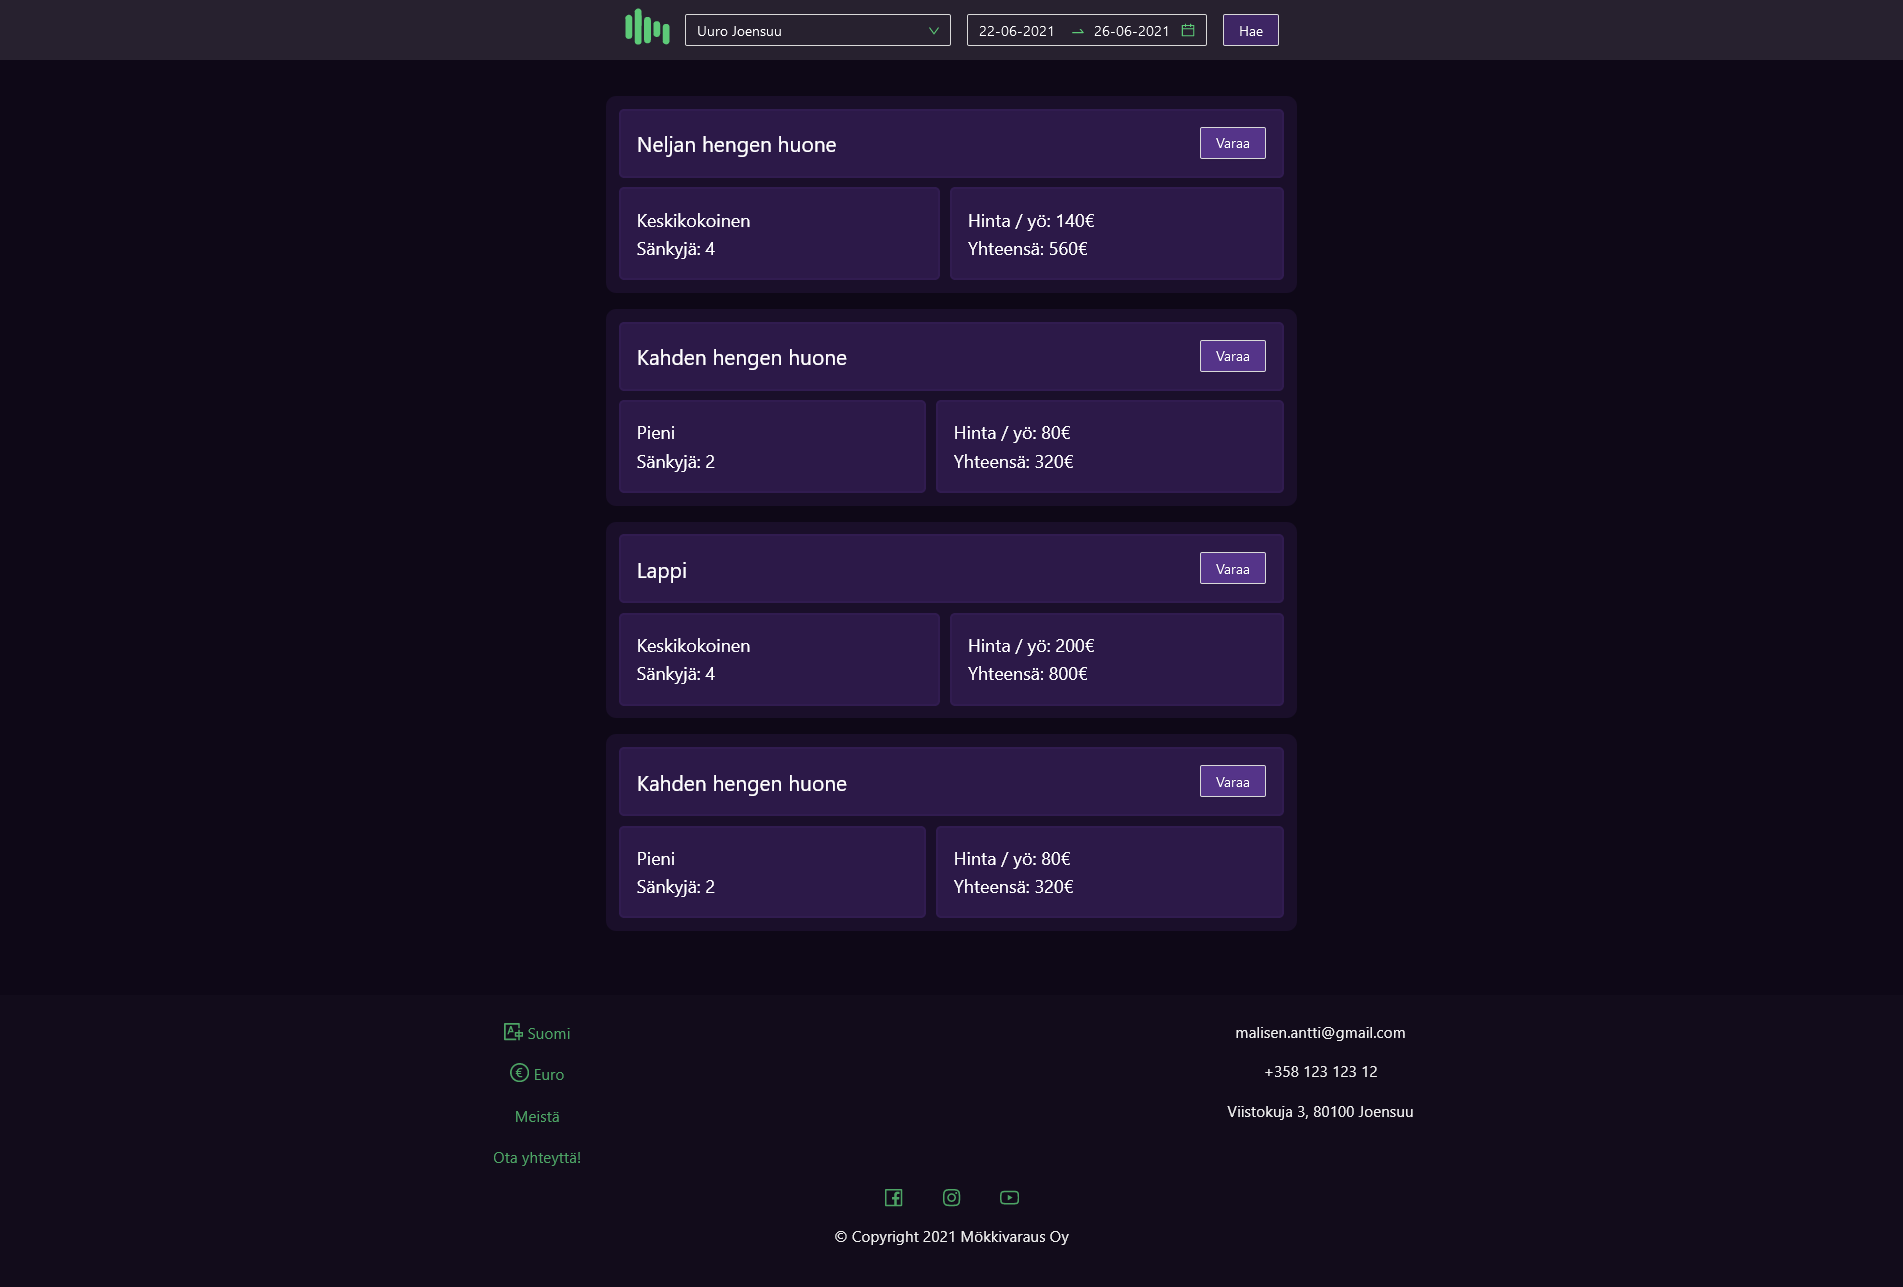 Uuro Joensuu
22-06-2021
26-06-2021
Hae
Neljan hengen huone
Varaa
Keskikokoinen
Sänkyjä: 4
Hinta / yö: 140€
Yhteensä: 560€
Kahden hengen huone
Varaa
Pieni
Sänkyjä: 2
Hinta / yö: 80€
Yhteensä: 320€
Lappi
Varaa
Keskikokoinen
Sänkyjä: 4
Hinta / yö: 200€
Yhteensä: 800€
Kahden hengen huone
Varaa
Pieni
Sänkyjä: 2
Hinta / yö: 80€
Yhteensä: 320€
Suomi
Euro
Meistä
Ota yhteyttä!
malisen.antti@gmail.com
+358 123 123 12
Viistokuja 3, 80100 Joensuu
© Copyright 2021 Mökkivaraus Oy